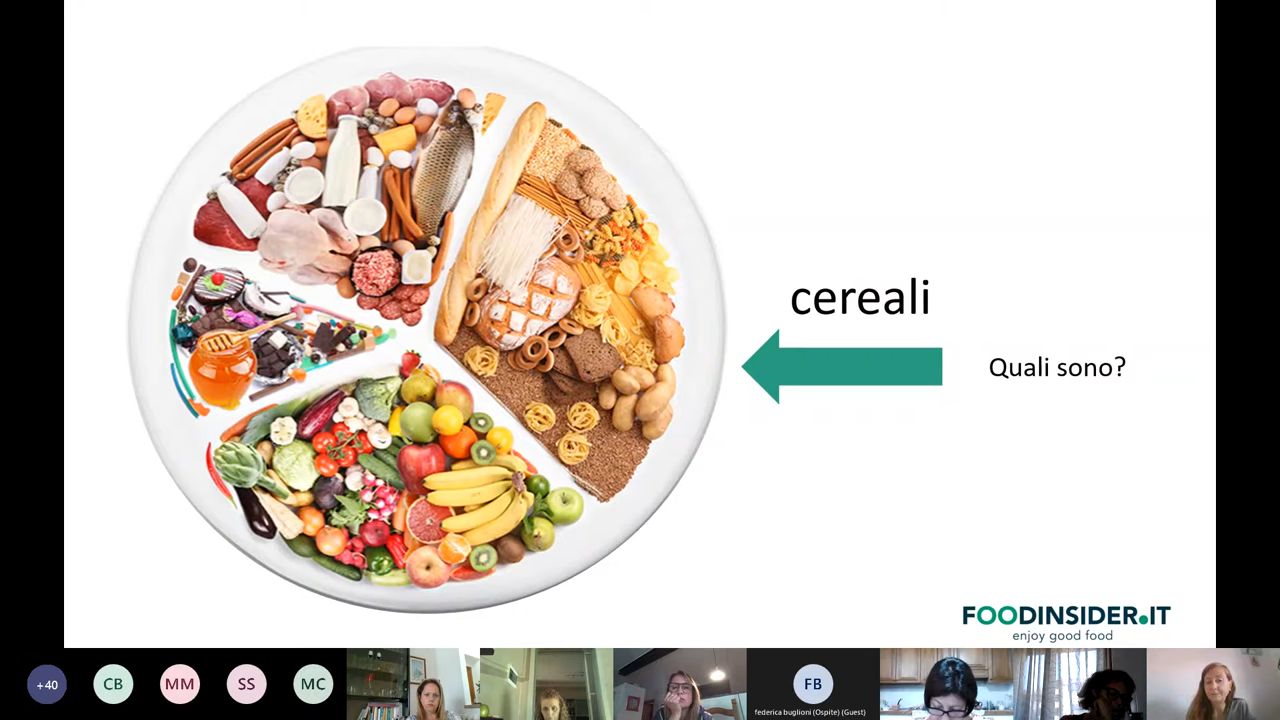 cereali
Quali sono?
FOODINSIDER.IT
enjoy good food
+40
CB
MM
SS
MC
FB
federica buglioni (Ospite) (Guest)